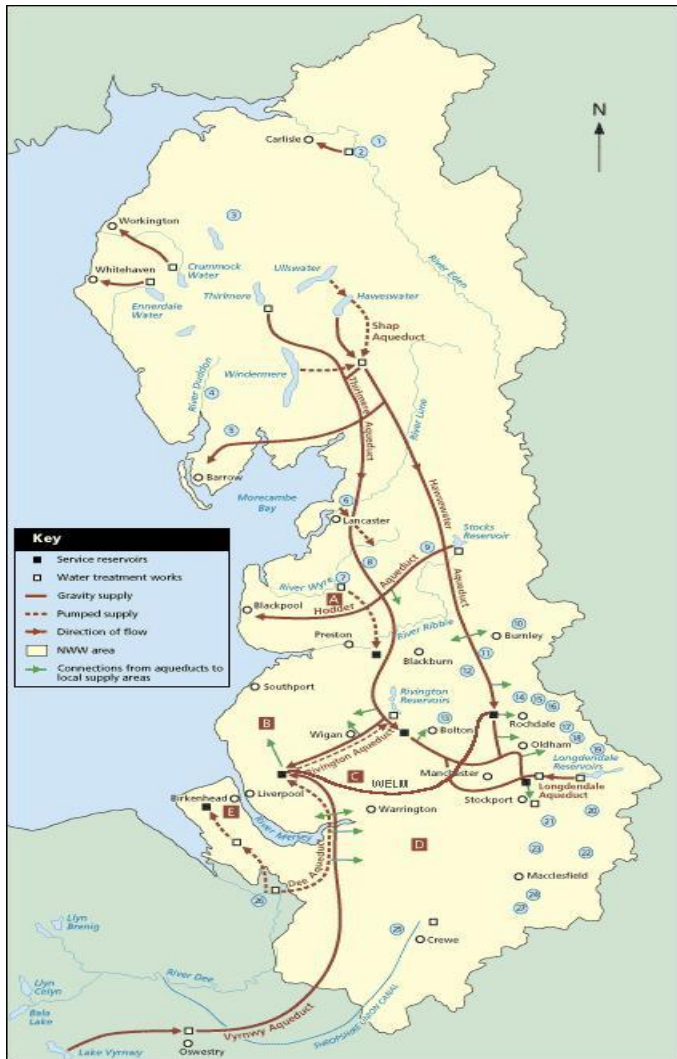 N
Carlisle
1
2
3
Workington
Crummock
Water
Ullswater
Haweswater
River Eden
Whitehaven
Ennerdale
Water
Thirlmere
Shap
Aqueduct
River Duddon
Windermere
Thirlmere
Aqueduct
River Lune
4
5
Barrow
Morecambe
Bay
6
Lancaster
Haweswater
Aqueduct
Stocks
Reservoir
8
9
Key
Service reservoirs
Water treatment works
Gravity supply
Pumped supply
Direction of flow
NWW area
Connections from aqueducts to
local supply areas
River Wyre
7
A
Blackpool
Hodder
Aqueduct
Preston
River Ribble
10
Burnley
Blackburn
11
12
Southport
Rivington
Reservoirs
14
15
16
B
Wigan
13
Bolton
Rochdale
17
18
Oldham
19
Rivington Aqueduct
C
WELM
Manchester
Longdendale
Reservoirs
Longdendale
Aqueduct
Birkenhead
Liverpool
E
River Mersey
Warrington
Stockport
20
21
D
Dee Aqueduct
23
22
Macclesfield
24
27
26
25
Crewe
Llyn
Brenig
River Dee
Llyn
Celyn
Bala
Lake
SHROPSHIRE UNION CANAL
Vyrnwy Aqueduct
Lake Vyrnwy
Oswestry